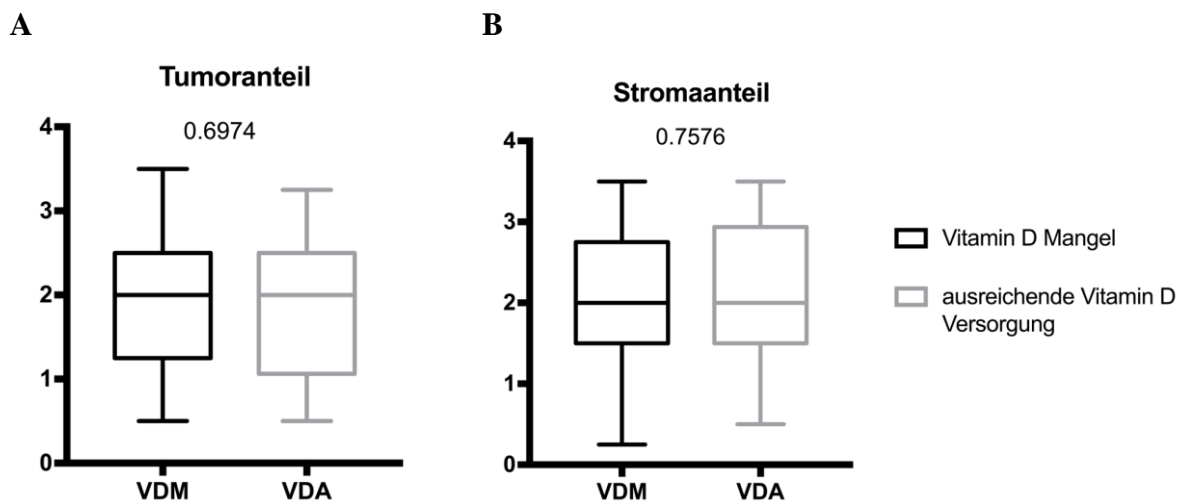 A
Tumoranteil
0.6974
4
3
2
1
0
VDM VDA
B
Stromaanteil
0.7576
4
3
2
1
0
VDM VDA
Vitamin D Mangel
ausreichende Vitamin D
Versorgung